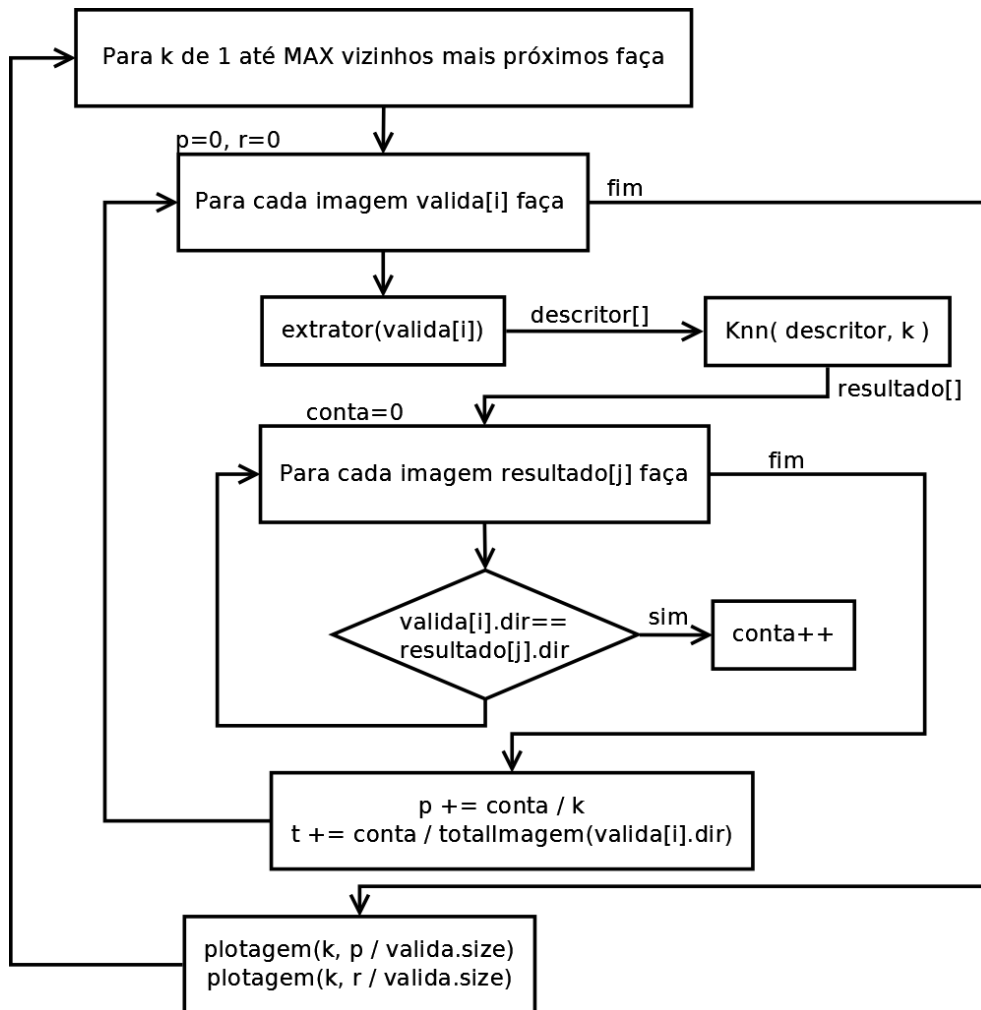 Para k de 1 até MAX vizinhos mais próximos faça
p=0, r=0
Para cada imagem valida[i] faça
fim
extrator(valida[i])
descritor[]
Knn( descritor, k )
resultado[]
conta=0
Para cada imagem resultado[j] faça
fim
valida[i].dir==
resultado[j].dir
sim
conta++
p += conta / k
t += conta / totalImagem(valida[i].dir)
plotagem(k, p / valida.size)
plotagem(k, r / valida.size)